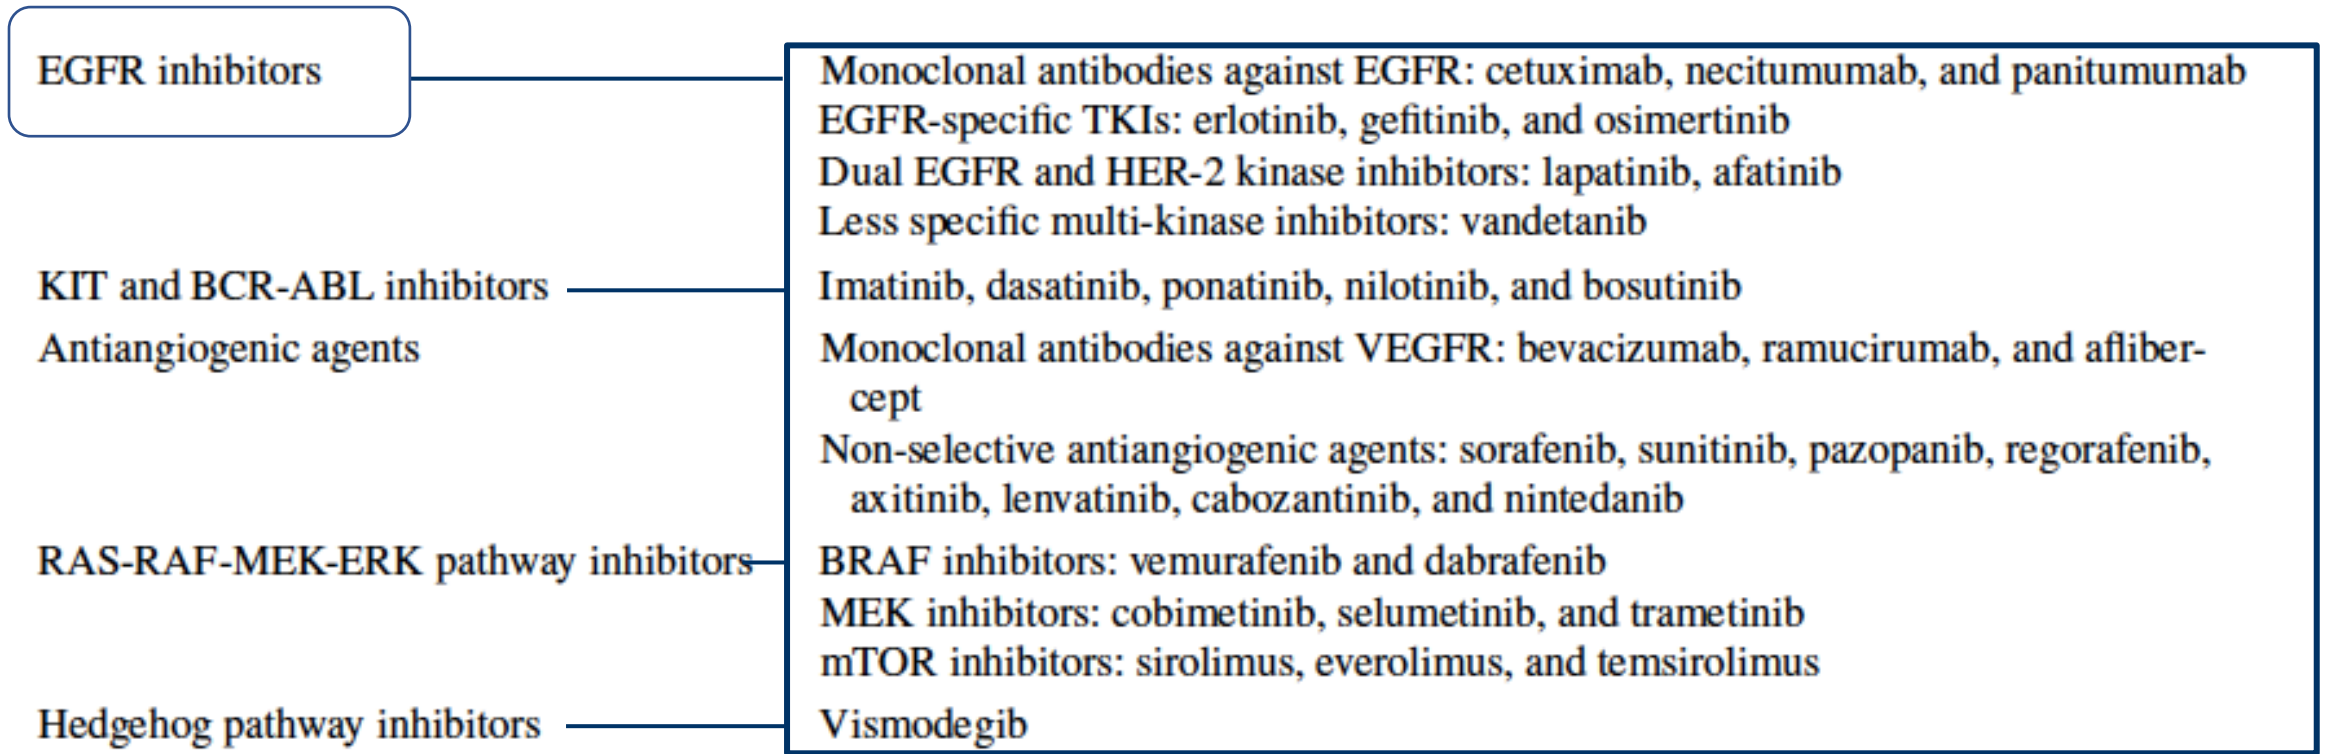 EGFR inhibitors
Monoclonal antibodies against EGFR: cetuximab, necitumumab, and panitumumab
EGFR-specific TKIs: erlotinib, gefitinib, and osimertinib
Dual EGFR and HER-2 kinase inhibitors: lapatinib, afatinib
Less specific multi-kinase inhibitors: vandetanib
KIT and BCR-ABL inhibitors
Imatinib, dasatinib, ponatinib, nilotinib, and bosutinib
Antiangiogenic agents
Monoclonal antibodies against VEGFR: bevacizumab, ramucirumab, and afliber-
cept
Non-selective antiangiogenic agents: sorafenib, sunitinib, pazopanib, regorafenib,
axitinib, lenvatinib, cabozantinib, and nintedanib
RAS-RAF-MEK-ERK pathway inhibitors
BRAF inhibitors: vemurafenib and dabrafenib
MEK inhibitors: cobimetinib, selumetinib, and trametinib
mTOR inhibitors: sirolimus, everolimus, and temsirolimus
Hedgehog pathway inhibitors
Vismodegib